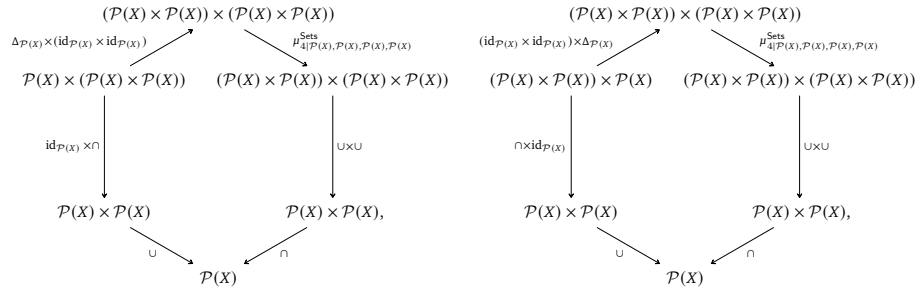 (𝒫(X) × 𝒫(X)) × (𝒫(X) × 𝒫(X))
Δ_{𝒫(X)}×(id_{𝒫(X)} × id_{𝒫(X)})
μ^{Sets}_{4|𝒫(X),𝒫(X),𝒫(X),𝒫(X)}
𝒫(X) × (𝒫(X) × 𝒫(X))
(𝒫(X) × 𝒫(X)) × (𝒫(X) × 𝒫(X))
id_{𝒫(X)} ×∩
∪×∪
𝒫(X) × 𝒫(X)
𝒫(X) × 𝒫(X),
∪
∩
𝒫(X)
(𝒫(X) × 𝒫(X)) × (𝒫(X) × 𝒫(X))
(id_{𝒫(X)} × id_{𝒫(X)})×Δ_{𝒫(X)}
μ^{Sets}_{4|𝒫(X),𝒫(X),𝒫(X),𝒫(X)}
(𝒫(X) × 𝒫(X)) × 𝒫(X)
(𝒫(X) × 𝒫(X)) × (𝒫(X) × 𝒫(X))
∩×id_{𝒫(X)}
∪×∪
𝒫(X) × 𝒫(X)
𝒫(X) × 𝒫(X),
∪
∩
𝒫(X)